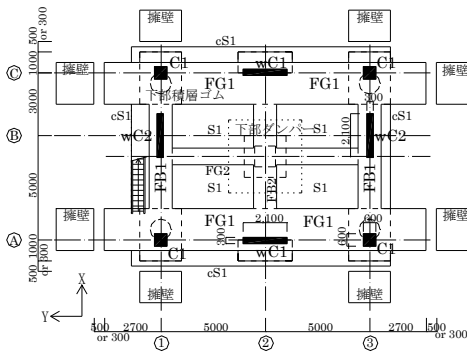 擁壁
擁壁
cS1
C1
wC1
C1
擁壁
擁壁
FG1
FG1
下部積層ゴム
300
cS1
cS1
S1
下部ダンパー
S1
wC2
wC2
2,100
FB1
FG2
FB2
FB1
S1
S1
擁壁
擁壁
FG1
2,100
FG1
600
300
600
C1
wC1
C1
cS1
擁壁
擁壁
Ⓒ
Ⓑ
Ⓐ
500
or 300
1000
3000
5000
1000
500
or 300
X
Y
500
or 300
2700
5000
5000
2700
500
or 300
①
②
③